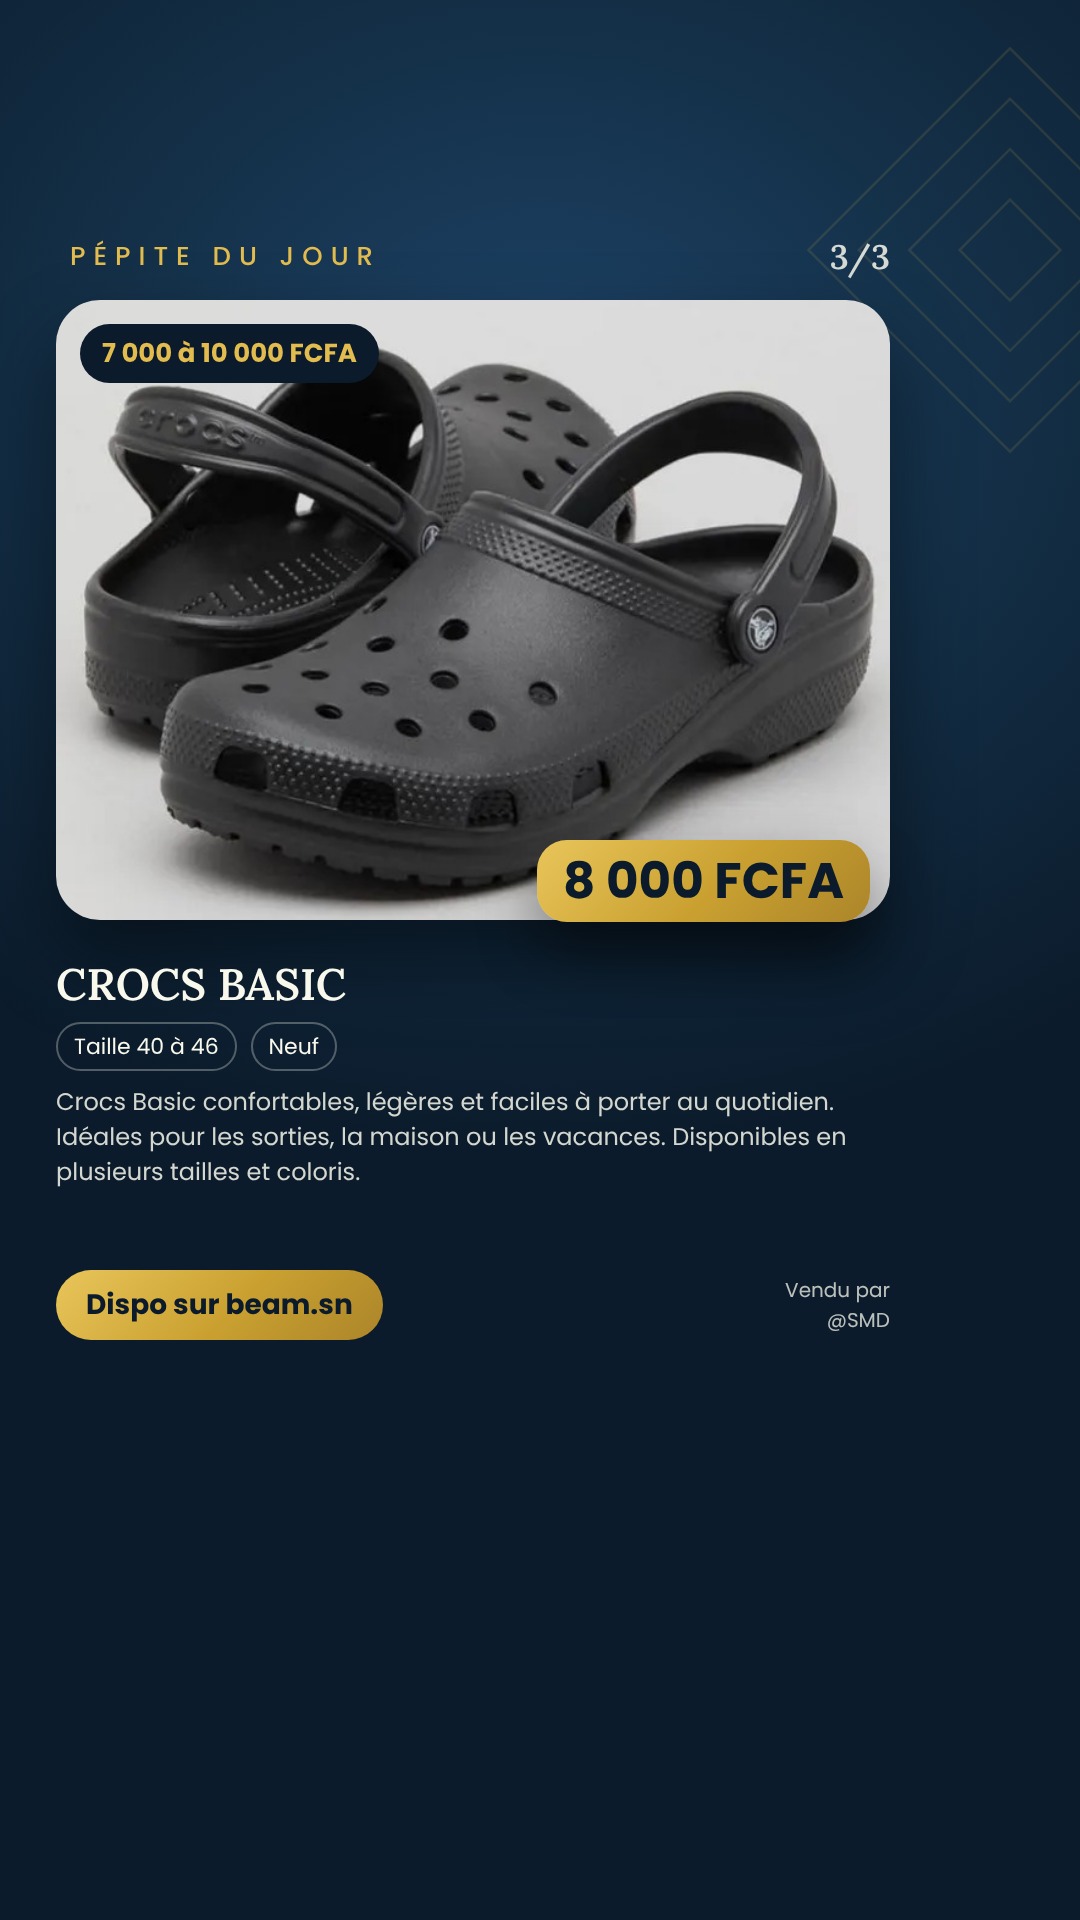 PÉPITE DU JOUR
3/3
7 000 à 10 000 FCFA
crocs™
8 000 FCFA
CROCS BASIC
Taille 40 à 46
Neuf
Crocs Basic confortables, légères et faciles à porter au quotidien.
Idéales pour les sorties, la maison ou les vacances. Disponibles en
plusieurs tailles et coloris.
Dispo sur beam.sn
Vendu par
@SMD